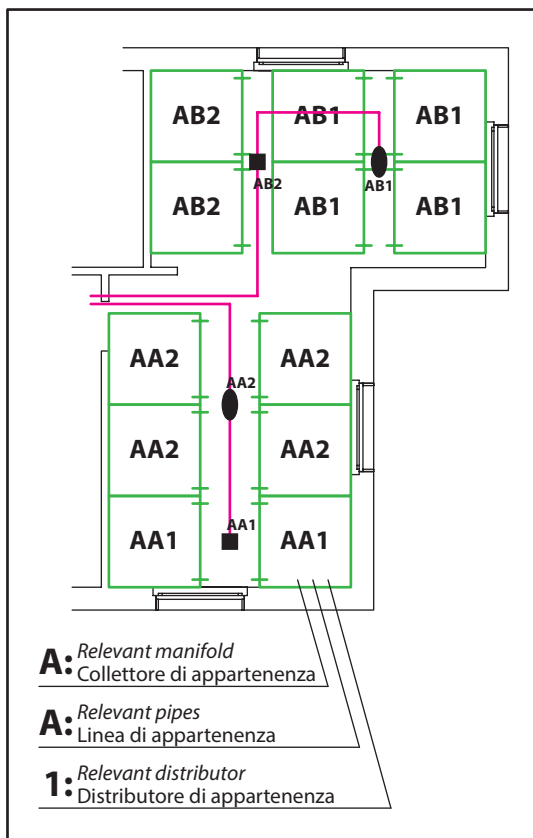 AB2 AB1 AB1
AB2 AB1
AB2 AB1 AB1
AA2 AA2
AA2
AA2 AA2
AA1
AA1 AA1
A: Relevant manifold
Collettore di appartenenza
A: Relevant pipes
Linea di appartenenza
1: Relevant distributor
Distributore di appartenenza